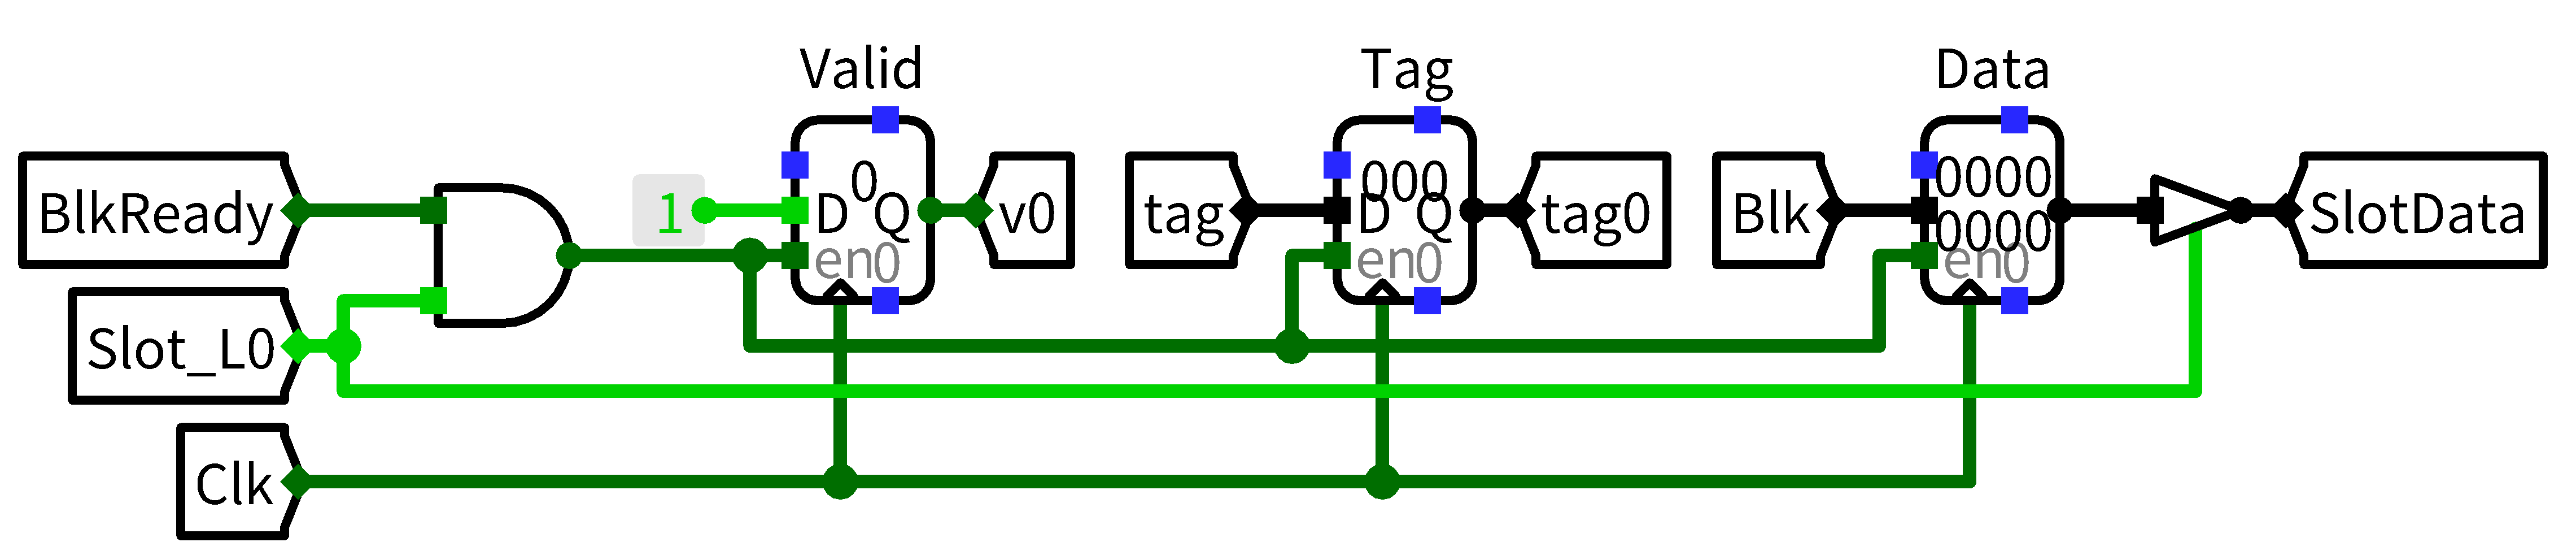 Valid
Tag
Data
BlkReady
1
0
D Q
en0
v0
tag
000
D Q
en0
tag0
Blk
0000
0000
en0
SlotData
Slot_L0
Clk